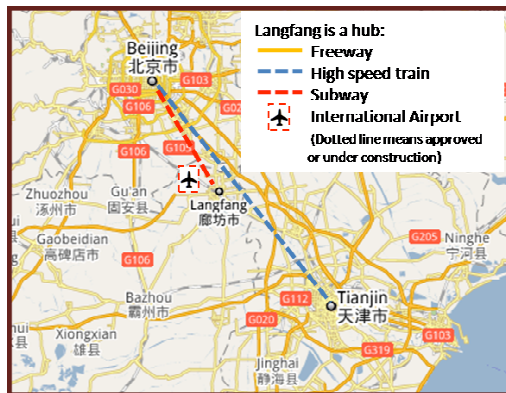 Langfang is a hub:
Freeway
High speed train
Subway
International Airport
(Dotted line means approved
or under construction)
Beijing
北京市
G103
G030
G106
G02
G106
G105
Zhuozhou
涿州市
Gu'an
固安县
Langfang
廊坊市
Gaobeidian
高碑店市
G106
G205
Ninghe
宁河县
Bazhou
霸州市
G112
Tianjin
天津市
G020
G103
Xiongxian
雄县
hui
县
G319
Jinghai
静海县